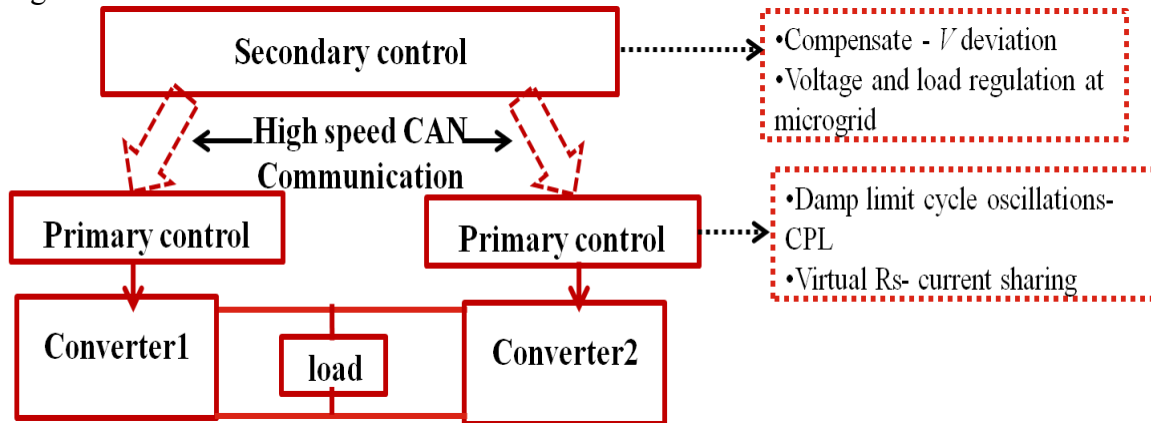 Secondary control
•Compensate - V deviation
•Voltage and load regulation at
microgrid
High speed CAN
Communication
Primary control
Primary control
•Damp limit cycle oscillations-
CPL
•Virtual Rs- current sharing
Converter1
load
Converter2